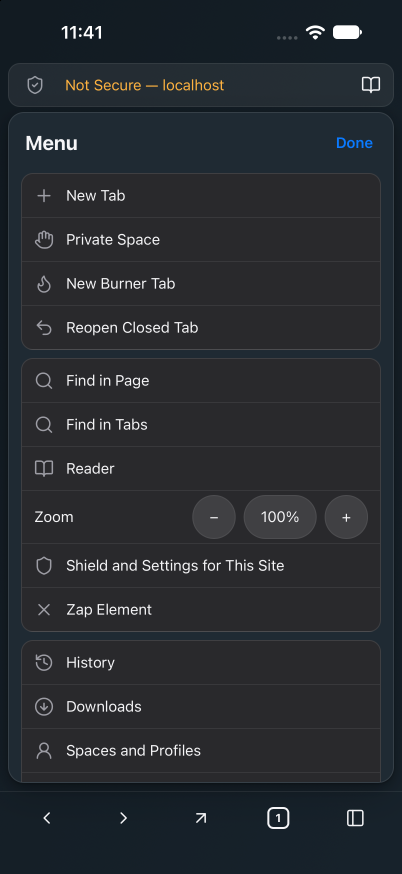 11:41
Not Secure — localhost
Menu
Done
New Tab
Private Space
New Burner Tab
Reopen Closed Tab
Find in Page
Find in Tabs
Reader
Zoom − 100% +
Shield and Settings for This Site
Zap Element
History
Downloads
Spaces and Profiles
1